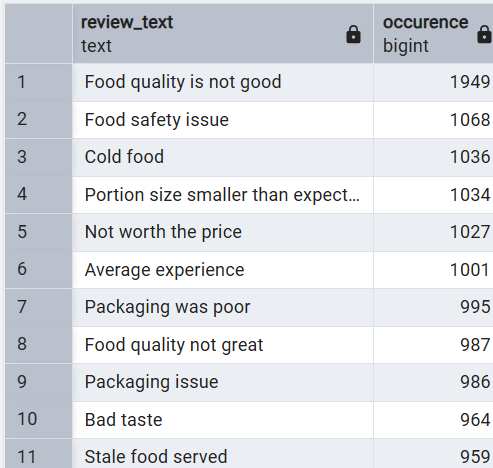 review_text occurence
text bigint
1 Food quality is not good 1949
2 Food safety issue 1068
3 Cold food 1036
4 Portion size smaller than expect... 1034
5 Not worth the price 1027
6 Average experience 1001
7 Packaging was poor 995
8 Food quality not great 987
9 Packaging issue 986
10 Bad taste 964
11 Stale food served 959